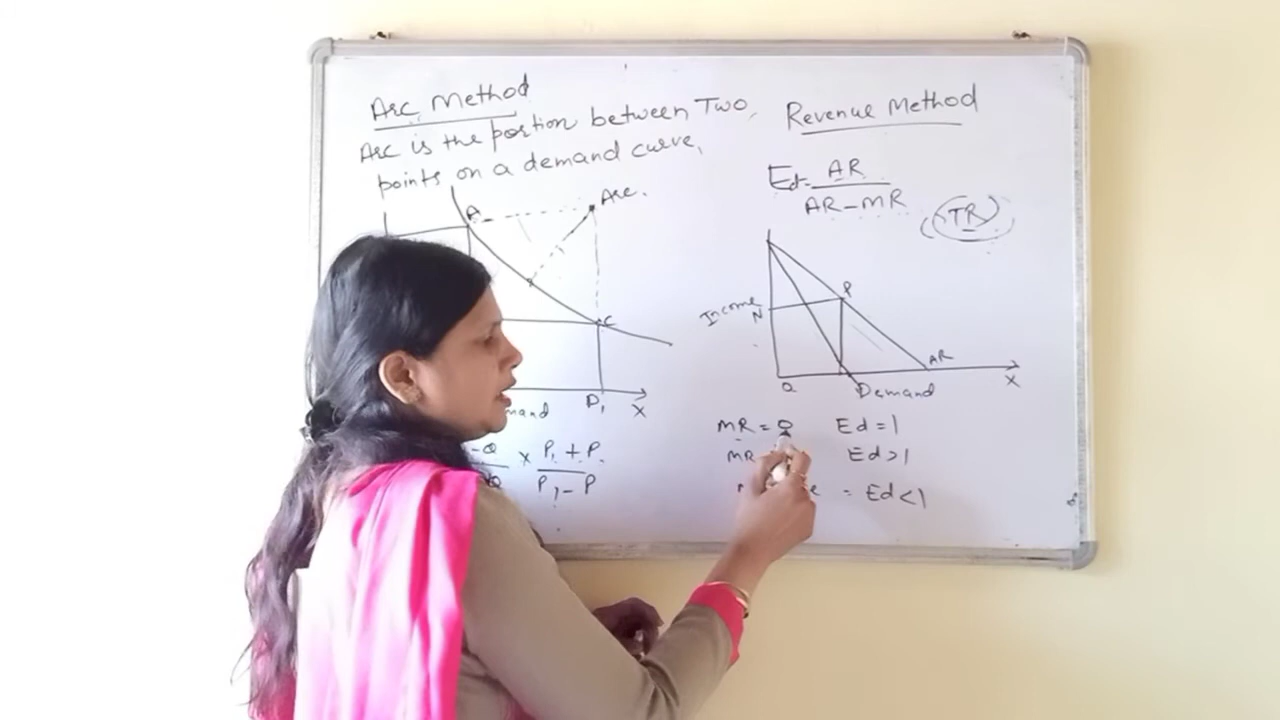 Arc Method
Arc is the portion between Two
points on a demand curve,
A
Arc.
C
P1
X
mand
-Q
x P1 + P
P1 - P
Revenue Method
Ed = AR
AR - MR
(TR)
Income
N
P
AR
Q
Demand
X
MR = 0 Ed = 1
MR Ed > 1
= Ed < 1